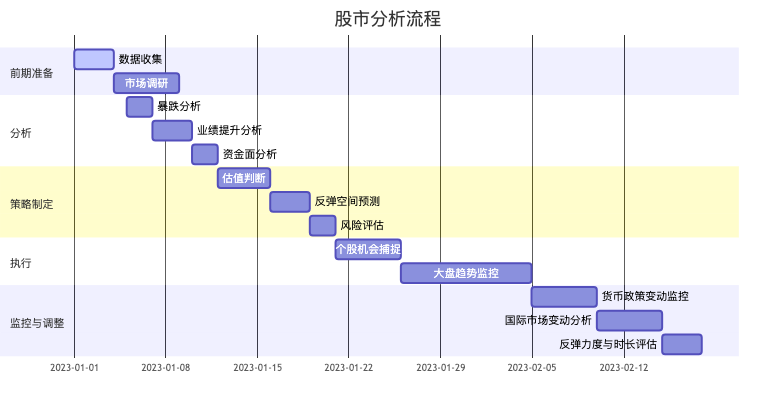 股市分析流程
前期准备
数据收集
市场调研
分析
暴跌分析
业绩提升分析
资金面分析
策略制定
估值判断
反弹空间预测
风险评估
执行
个股机会捕捉
大盘趋势监控
监控与调整
货币政策变动监控
国际市场变动分析
反弹力度与时长评估
2023-01-01 2023-01-08 2023-01-15 2023-01-22 2023-01-29 2023-02-05 2023-02-12